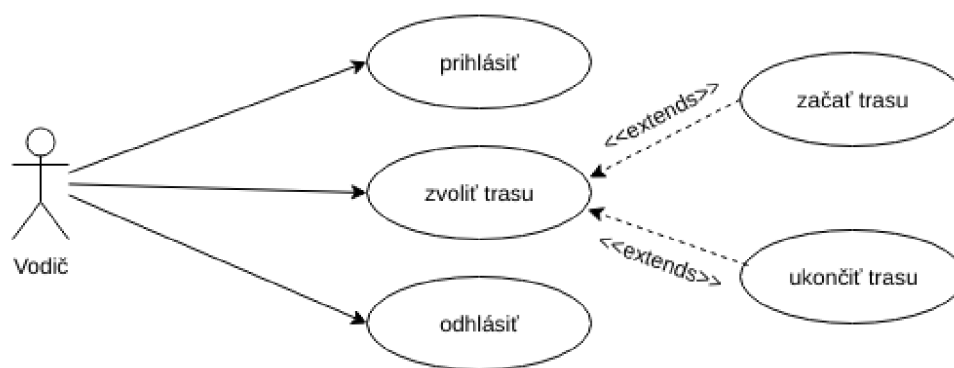 prihlásiť
<<extends>>
začať trasu
zvoliť trasu
Vodič
<<extends>>
ukončiť trasu
odhlásiť